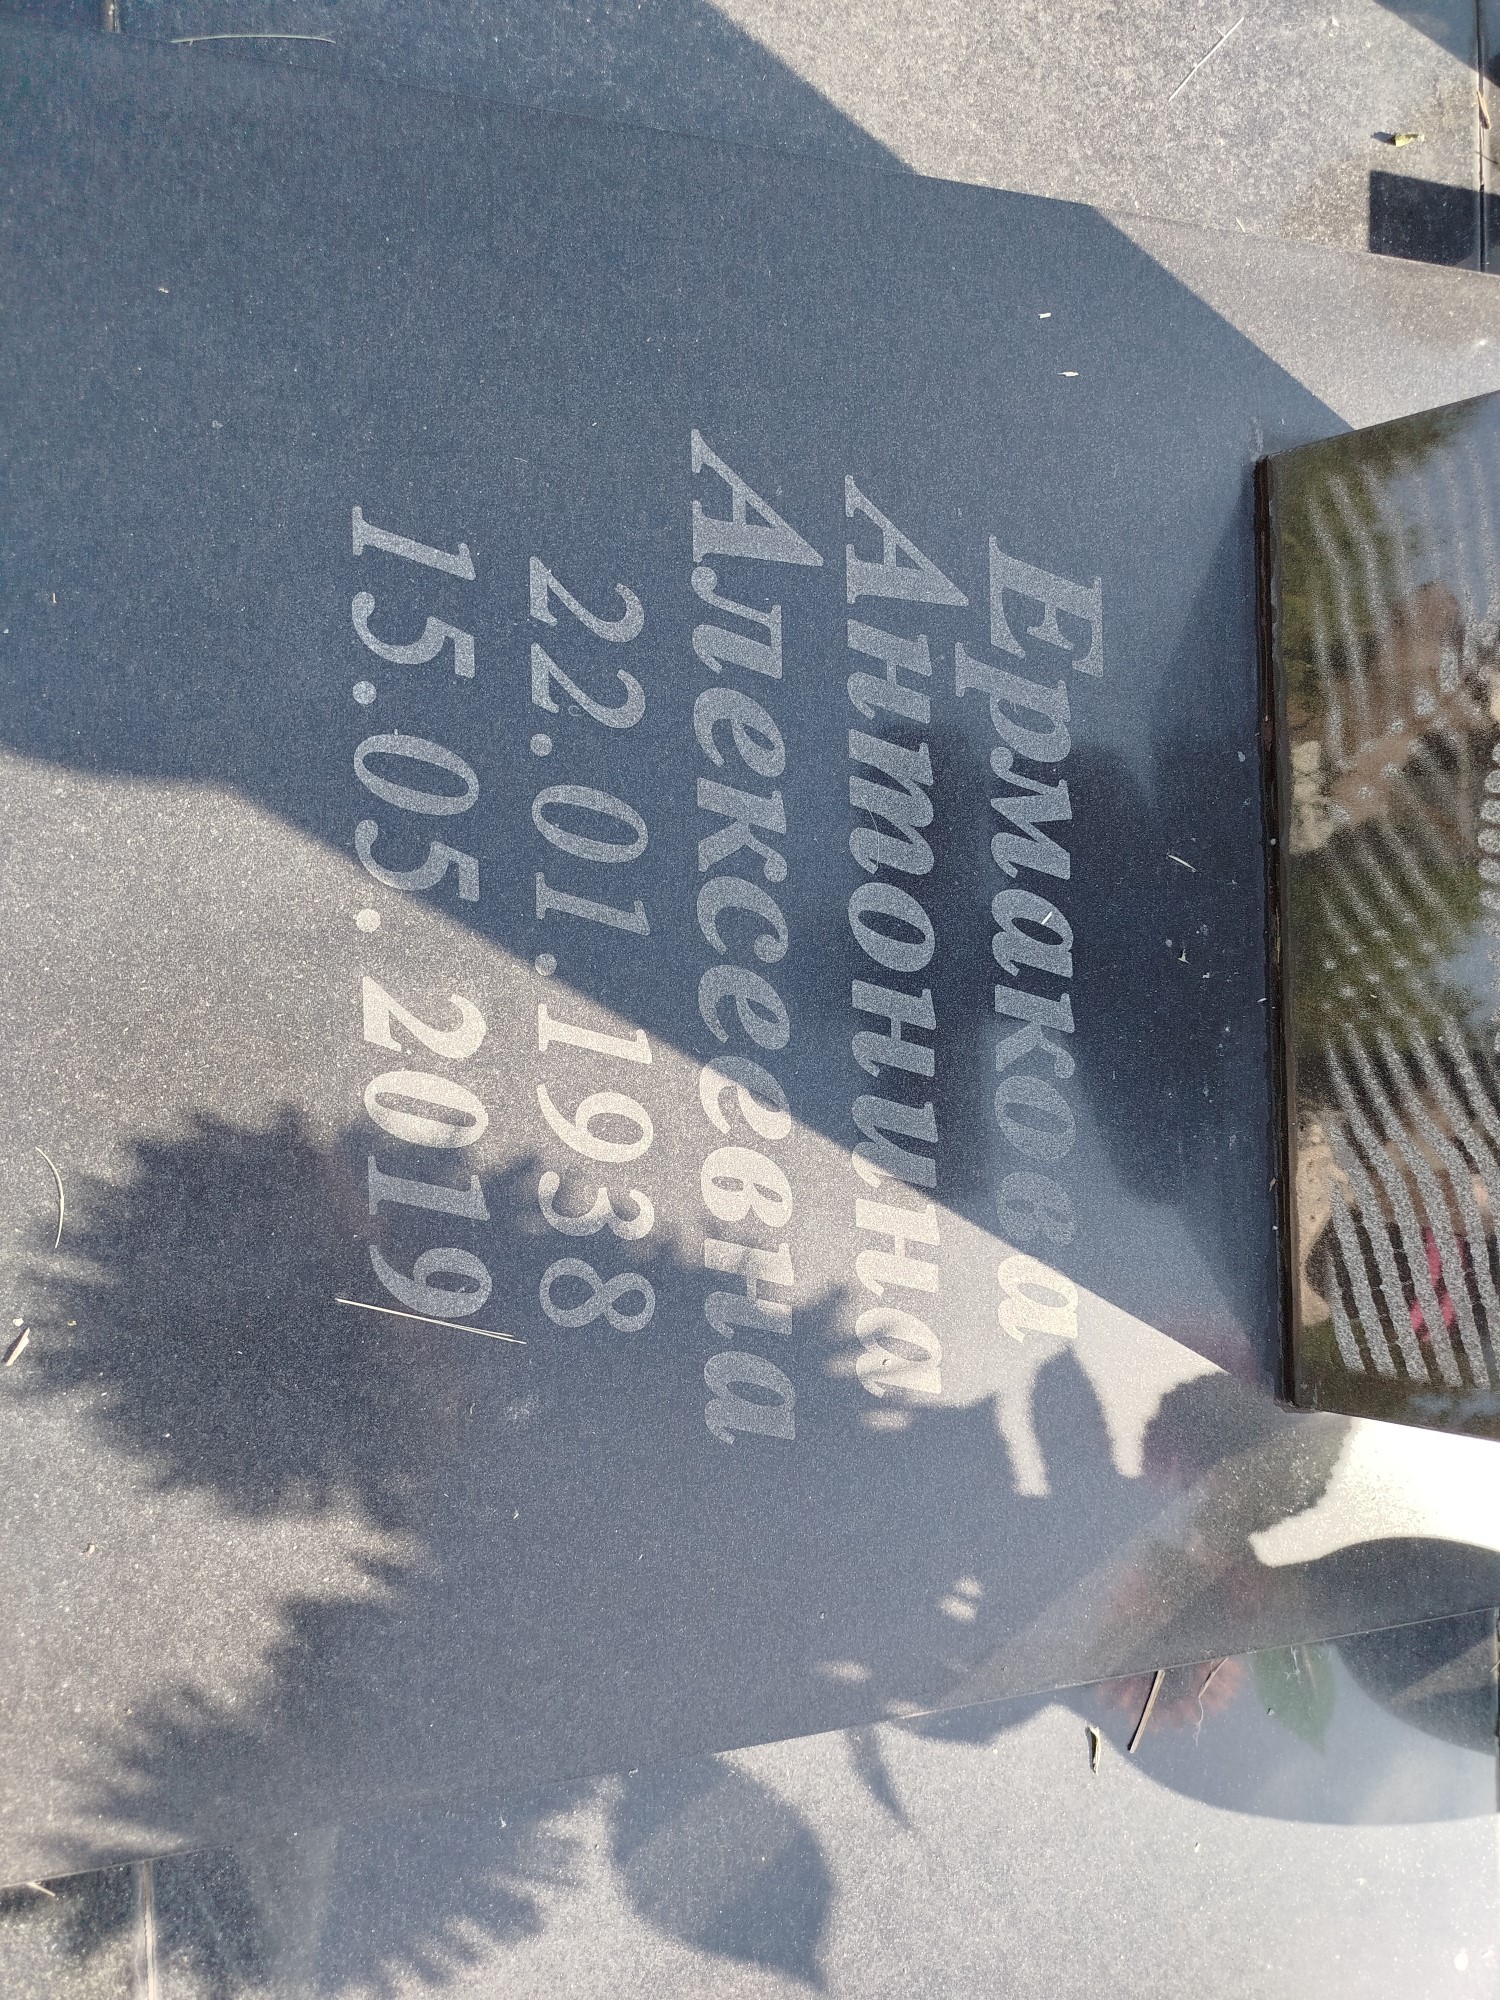 Ермакова
Антонина
Алексеевна
22.01.1938
15.05.2019